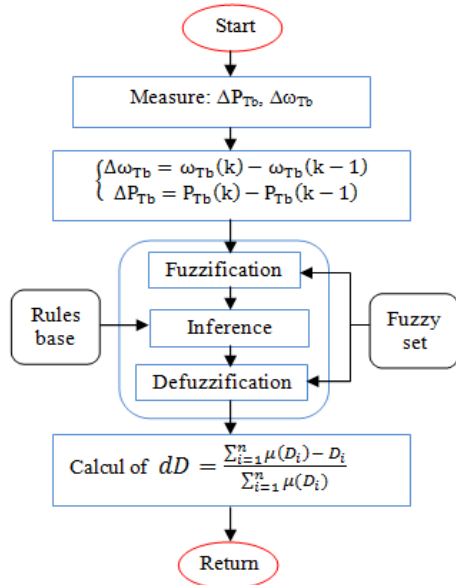 Start
Measure: ΔP_Tb, Δω_Tb
{Δω_Tb = ω_Tb(k) − ω_Tb(k − 1)
ΔP_Tb = P_Tb(k) − P_Tb(k − 1)
Fuzzification
Rules
base
Inference
Fuzzy
set
Defuzzification
Calcul of dD = \frac{∑_{i=1}^{n} μ(D_i) − D_i}{∑_{i=1}^{n} μ(D_i)}
Return